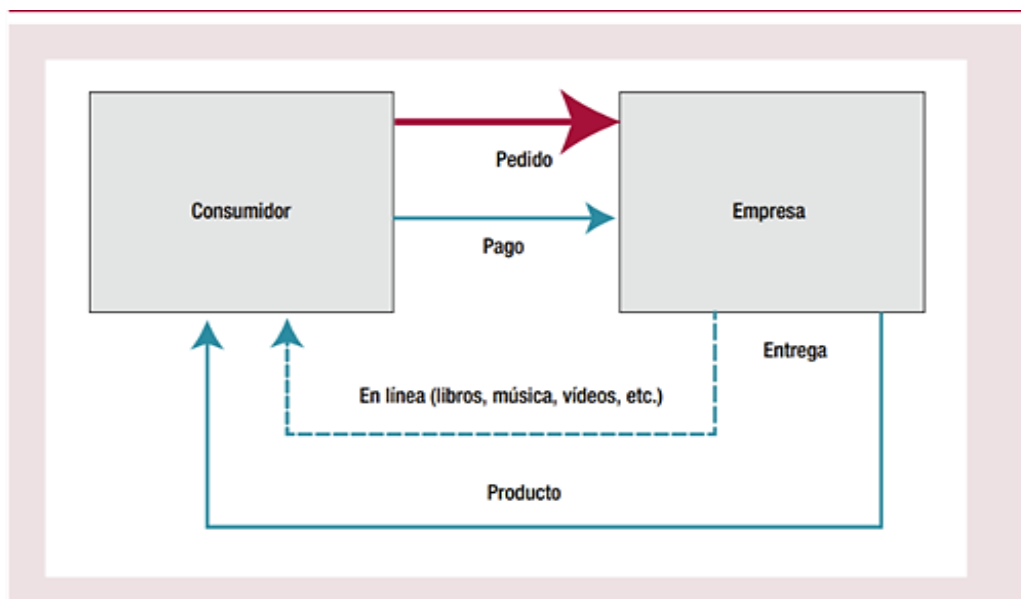 Pedido
Consumidor
Empresa
Pago
Entrega
En línea (libros, música, vídeos, etc.)
Producto